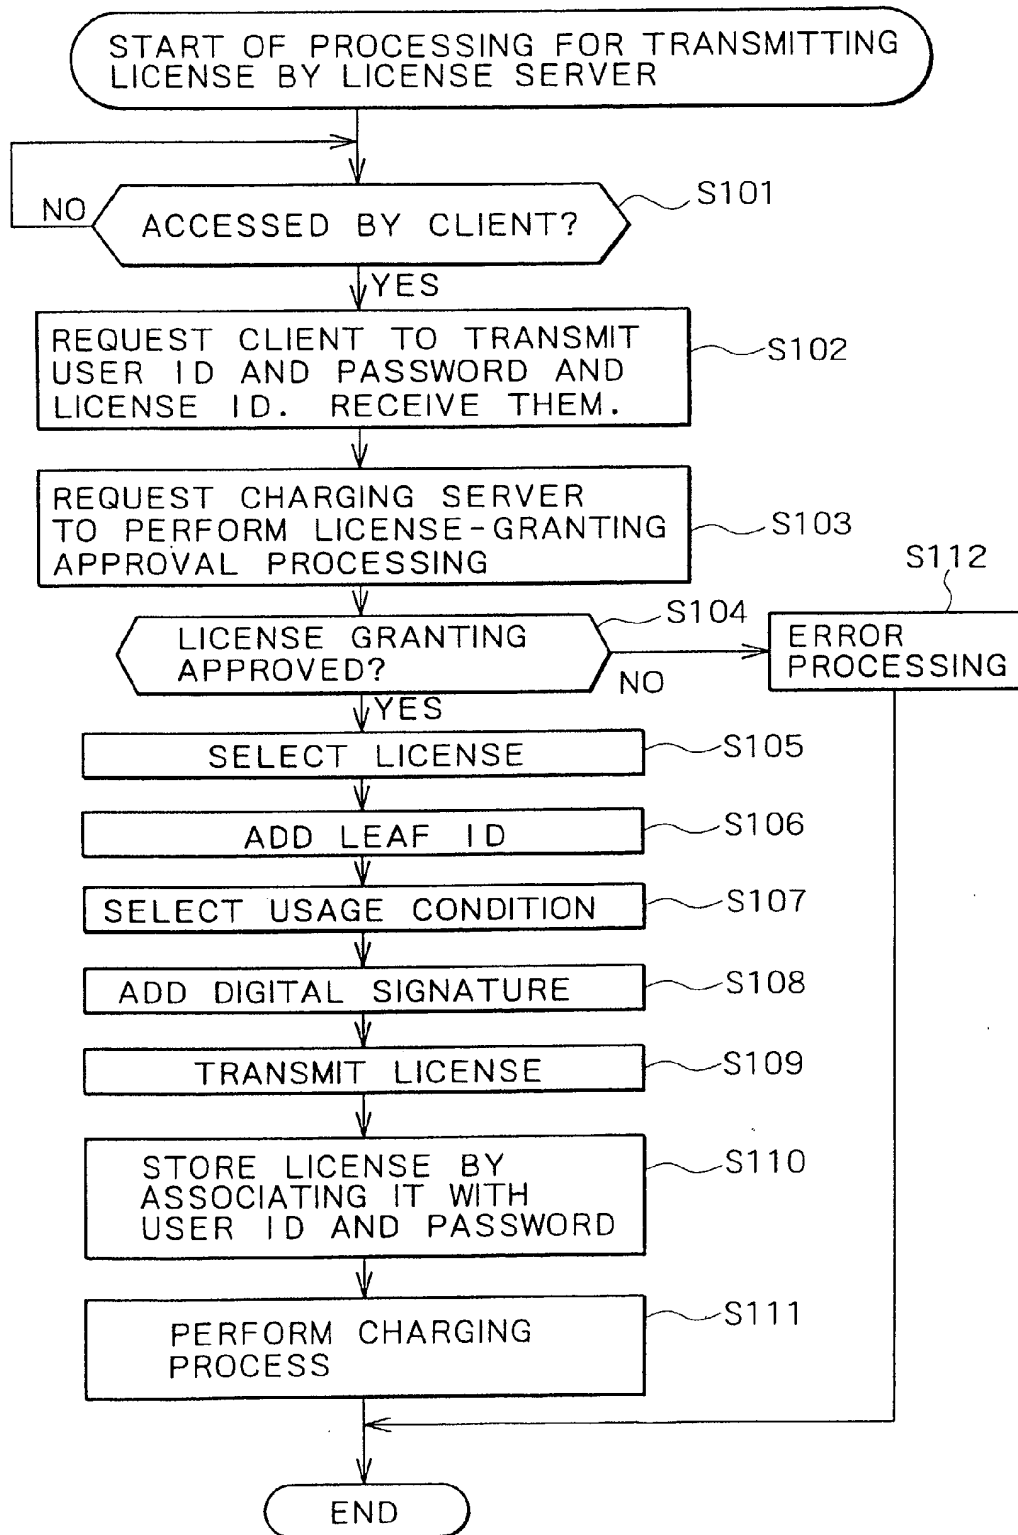 START OF PROCESSING FOR TRANSMITTING
LICENSE BY LICENSE SERVER
NO
ACCESSED BY CLIENT?
S101
YES
REQUEST CLIENT TO TRANSMIT
USER ID AND PASSWORD AND
LICENSE ID. RECEIVE THEM.
S102
REQUEST CHARGING SERVER
TO PERFORM LICENSE-GRANTING
APPROVAL PROCESSING
S103
LICENSE GRANTING
APPROVED?
S104
NO
S112
ERROR
PROCESSING
YES
SELECT LICENSE
S105
ADD LEAF ID
S106
SELECT USAGE CONDITION
S107
ADD DIGITAL SIGNATURE
S108
TRANSMIT LICENSE
S109
STORE LICENSE BY
ASSOCIATING IT WITH
USER ID AND PASSWORD
S110
PERFORM CHARGING
PROCESS
S111
END